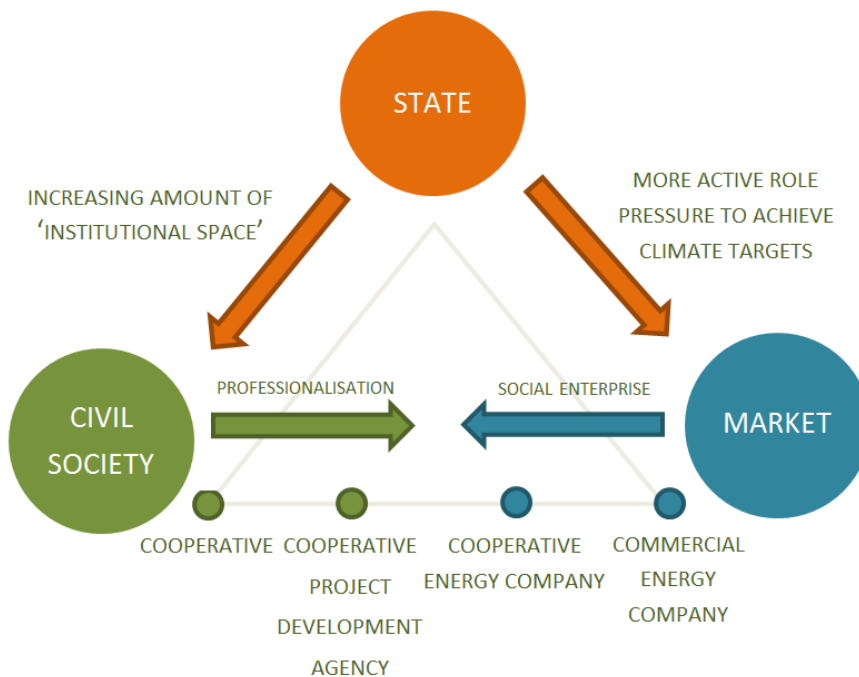 STATE
INCREASING AMOUNT OF
‘INSTITUTIONAL SPACE’
MORE ACTIVE ROLE
PRESSURE TO ACHIEVE
CLIMATE TARGETS
CIVIL
SOCIETY
PROFESSIONALISATION
SOCIAL ENTERPRISE
MARKET
COOPERATIVE
COOPERATIVE
PROJECT
DEVELOPMENT
AGENCY
COOPERATIVE
ENERGY COMPANY
COMMERCIAL
ENERGY
COMPANY